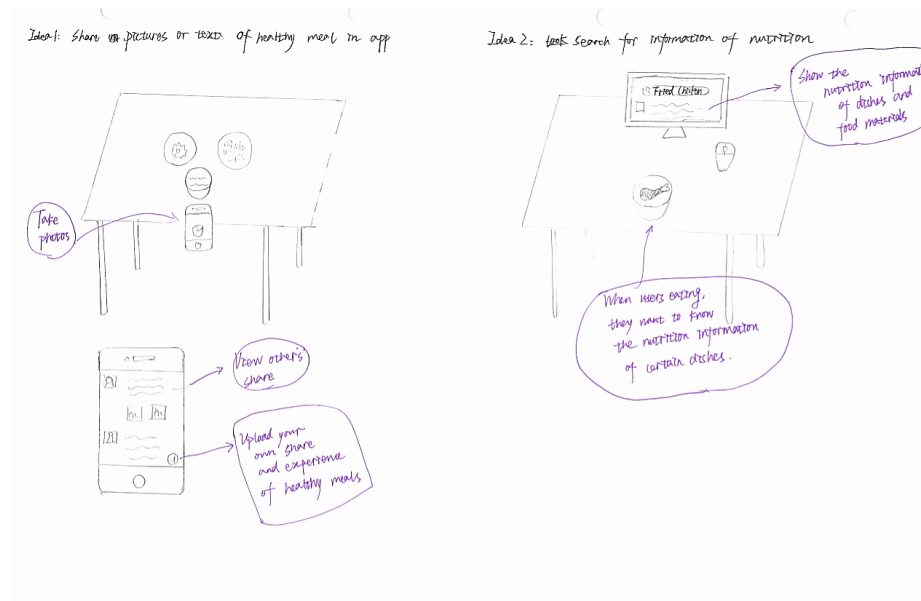 Idea 1: Share pictures or texts of healthy meal in app
Take
photos
View other's
share
Upload your
own share
and experience
of healthy meals
Idea 2: Search for information of nutrition
Fried Chicken
Show the
nutrition informat
of dishes and
food materials
When users eating,
they want to know
the nutrition information
of certain dishes.